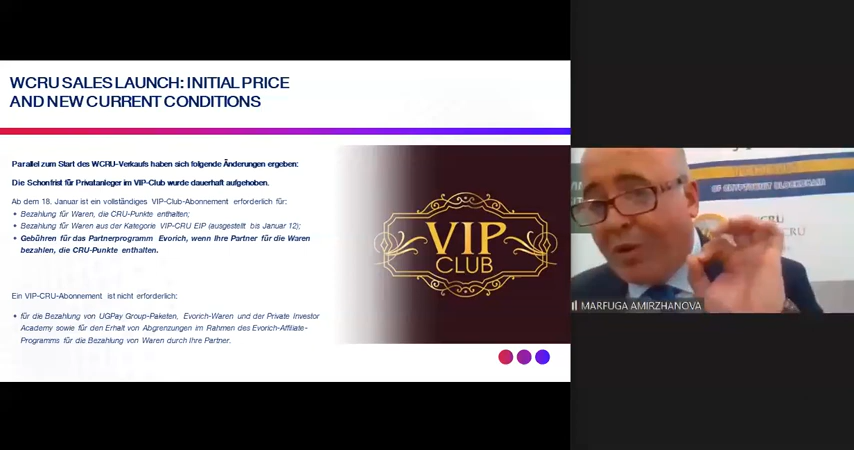 WCRU SALES LAUNCH: INITIAL PRICE
AND NEW CURRENT CONDITIONS
Parallel zum Start des WCRU-Verkaufs haben sich folgende Änderungen ergeben:
Die Schonfrist für Privatanleger im VIP-Club wurde dauerhaft aufgehoben.
Ab dem 18. Januar ist ein vollständiges VIP-Club-Abonnement erforderlich für:
• Bezahlung für Waren, die CRU-Punkte enthalten;
• Bezahlung für Waren aus der Kategorie VIP-CRU EIP (ausgestellt bis Januar 12);
• Gebühren für das Partnerprogramm Evorich, wenn Ihre Partner für die Waren
bezahlen, die CRU-Punkte enthalten.
Ein VIP-CRU-Abonnement ist nicht erforderlich:
• für die Bezahlung von UGPay Group-Paketen, Evorich-Waren und der Private Investor
Academy sowie für den Erhalt von Abgrenzungen im Rahmen des Evorich-Affiliate-
Programms für die Bezahlung von Waren durch Ihre Partner.
VIP
CLUB
OF CRYPTOUNIT BLOCKCHAIN
CRU
CRU
MARFUGA AMIRZHANOVA